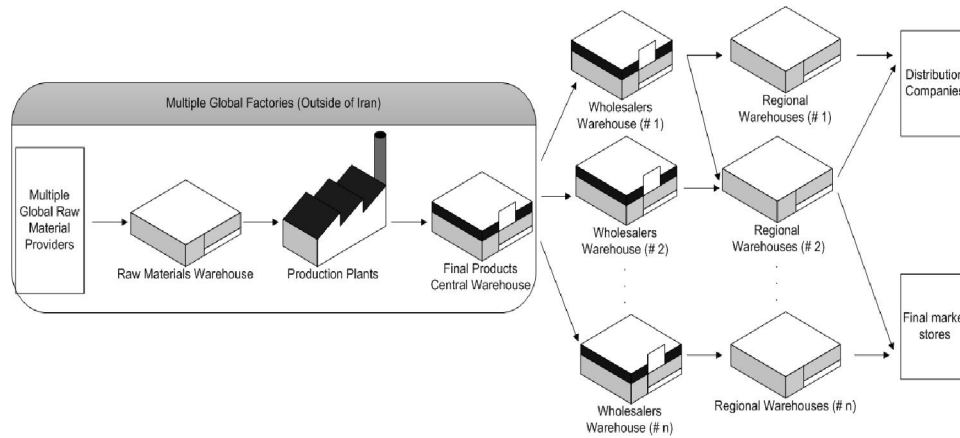 Multiple Global Factories (Outside of Iran)
Multiple
Global Raw
Material
Providers
Raw Materials Warehouse
Production Plants
Final Products
Central Warehouse
Wholesalers
Warehouse (# 1)
Regional
Warehouses (# 1)
Distribution
Companies
Wholesalers
Warehouse (# 2)
Regional
Warehouses (# 2)
Wholesalers
Warehouse (# n)
Regional Warehouses (# n)
Final marke
stores